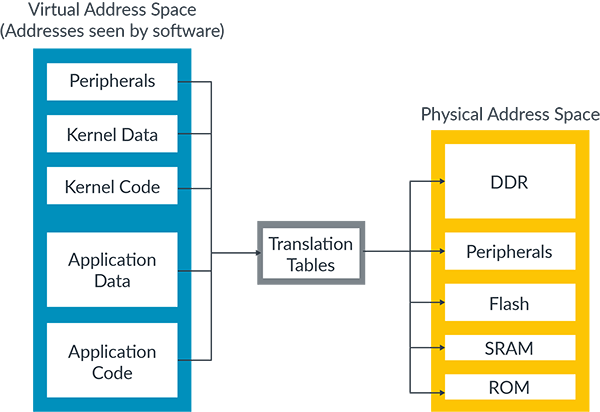 Virtual Address Space
(Addresses seen by software)
Peripherals
Kernel Data
Kernel Code
Application
Data
Application
Code
Translation
Tables
Physical Address Space
DDR
Peripherals
Flash
SRAM
ROM